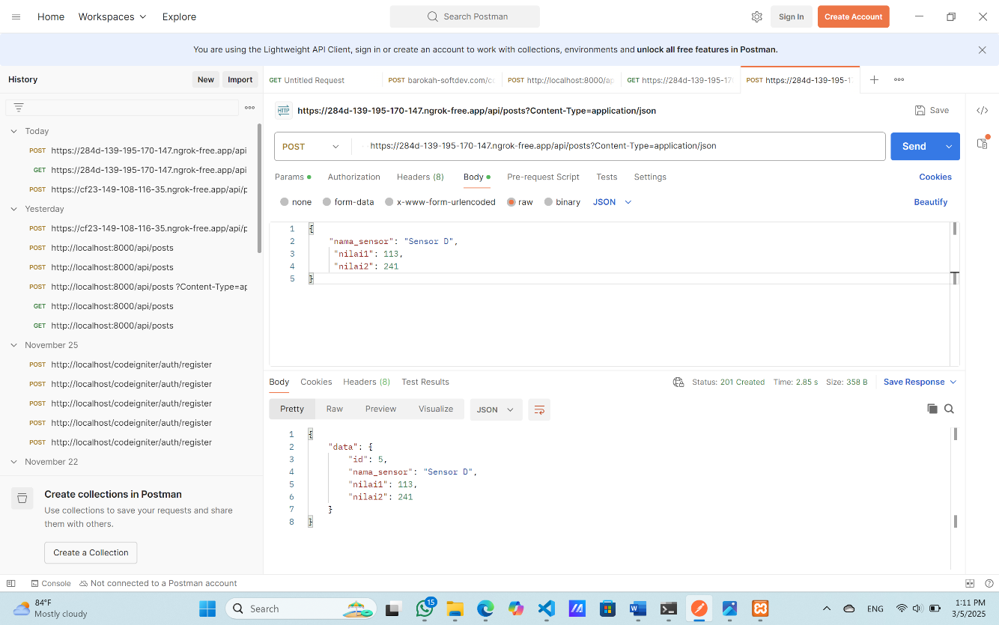 Home Workspaces Explore
Search Postman
Sign In
Create Account
You are using the Lightweight API Client, sign in or create an account to work with collections, environments and unlock all free features in Postman.
History
New
Import
Today
POST https://284d-139-195-170-147.ngrok-free.app/api
GET https://284d-139-195-170-147.ngrok-free.app/api
POST https://cf23-149-108-116-35.ngrok-free.app/api/p
Yesterday
POST https://cf23-149-108-116-35.ngrok-free.app/api/p
POST http://localhost:8000/api/posts
POST http://localhost:8000/api/posts
POST http://localhost:8000/api/posts ?Content-Type=ap
GET http://localhost:8000/api/posts
GET http://localhost:8000/api/posts
November 25
POST http://localhost/codeigniter/auth/register
POST http://localhost/codeigniter/auth/register
POST http://localhost/codeigniter/auth/register
POST http://localhost/codeigniter/auth/register
POST http://localhost/codeigniter/auth/register
November 22
Create collections in Postman
Use collections to save your requests and share
them with others.
Create a Collection
GET Untitled Request
POST barokah-softdev.com/co
POST http://localhost:8000/ap
GET https://284d-139-195-17
POST https://284d-139-195-1
HTTP https://284d-139-195-170-147.ngrok-free.app/api/posts?Content-Type=application/json
Save
POST https://284d-139-195-170-147.ngrok-free.app/api/posts?Content-Type=application/json
Send
Params Authorization Headers (8) Body Pre-request Script Tests Settings
Cookies
none form-data x-www-form-urlencoded raw binary JSON
Beautify
1 {
2 "nama_sensor": "Sensor D",
3 "nilai1": 113,
4 "nilai2": 241
5 }
Body Cookies Headers (8) Test Results
Status: 201 Created Time: 2.85 s Size: 358 B
Save Response
Pretty Raw Preview Visualize JSON
1 {
2 "data": {
3 "id": 5,
4 "nama_sensor": "Sensor D",
5 "nilai1": 113,
6 "nilai2": 241
7 }
8 }
Console
Not connected to a Postman account
84°F
Mostly cloudy
Search
15
ENG
1:11 PM
3/5/2025